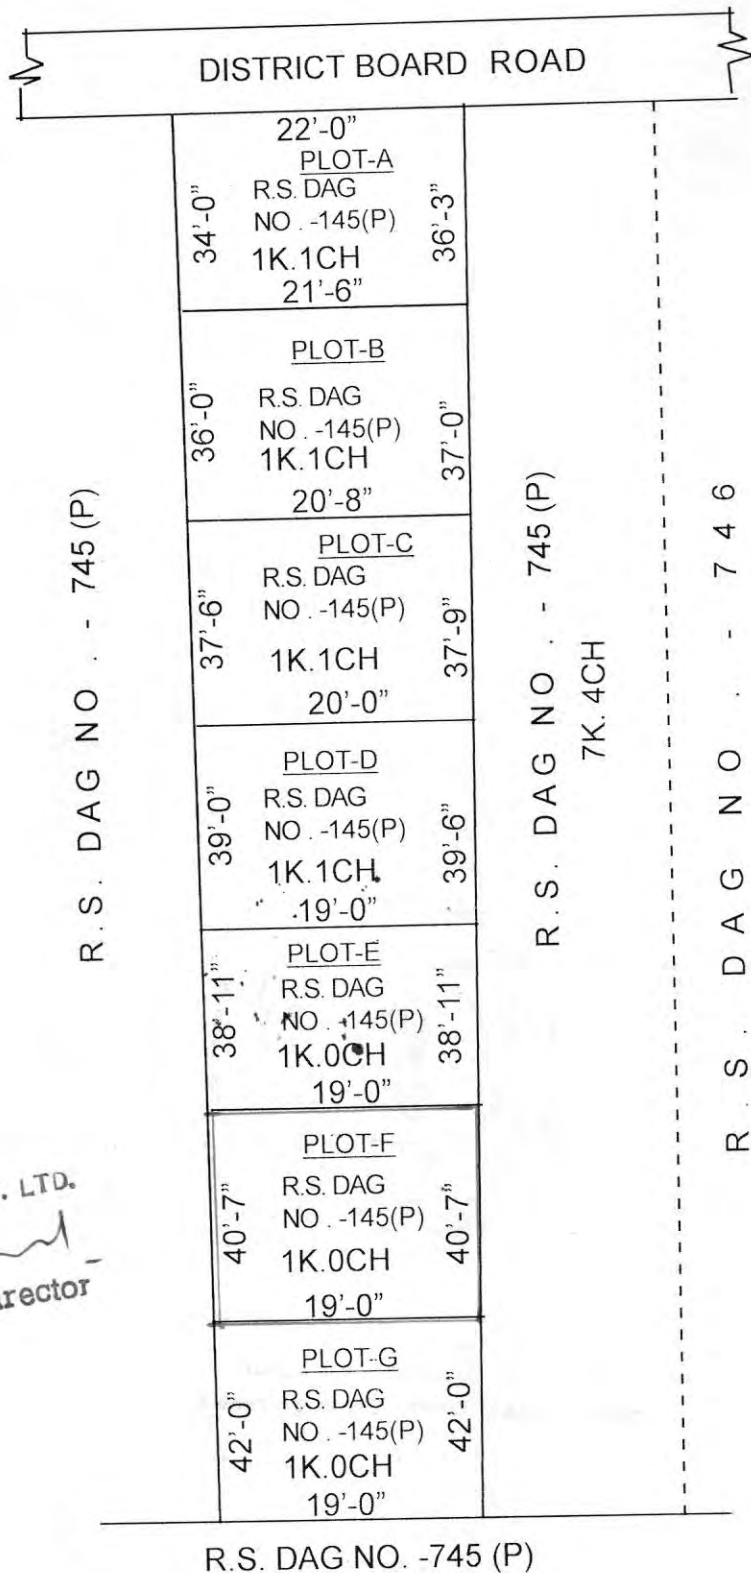 DISTRICT BOARD ROAD
22'-0"
PLOT-A
34'-0"
R.S. DAG
NO . -145(P)
36'-3"
1K.1CH
21'-6"
PLOT-B
36'-0"
R.S. DAG
NO . -145(P)
37'-0"
1K.1CH
20'-8"
PLOT-C
37'-6"
R.S. DAG
NO . -145(P)
37'-9"
1K.1CH
20'-0"
PLOT-D
39'-0"
R.S. DAG
NO . -145(P)
39'-6"
1K.1CH
19'-0"
PLOT-E
38'-11"
R.S. DAG
NO . -145(P)
38'-11"
1K.0CH
19'-0"
PLOT-F
40'-7"
R.S. DAG
NO . -145(P)
40'-7"
1K.0CH
19'-0"
PLOT-G
42'-0"
R.S. DAG
NO . -145(P)
42'-0"
1K.0CH
19'-0"
R.S. DAG NO . - 745 (P)
R.S. DAG NO . - 745 (P)
7K. 4CH
R.S. DAG NO . - 746
. LTD.
rector
R.S. DAG NO. -745 (P)